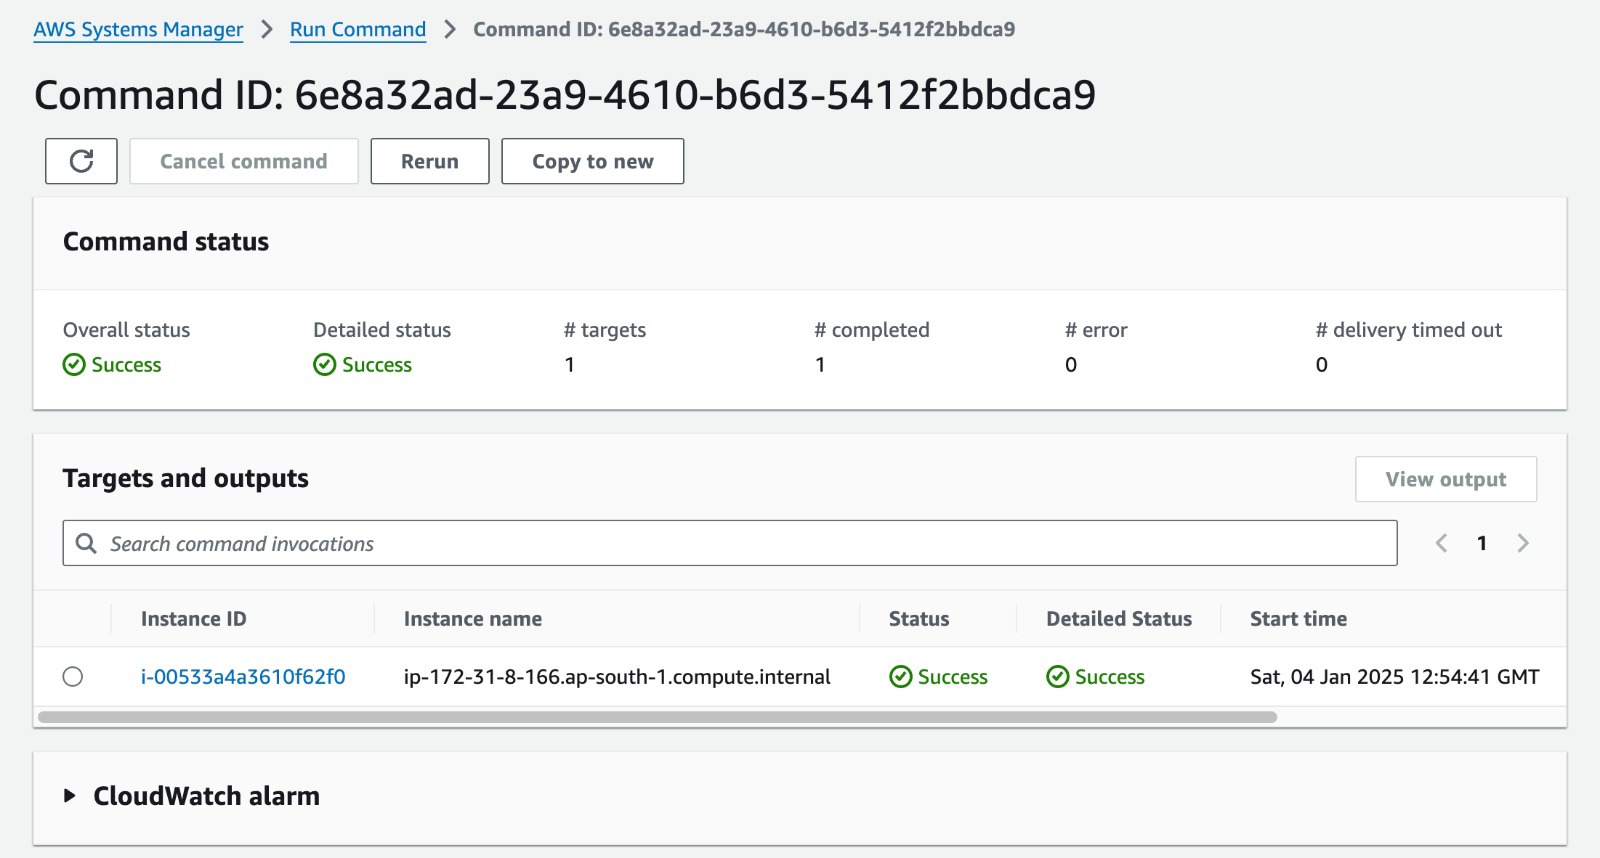 AWS Systems Manager > Run Command > Command ID: 6e8a32ad-23a9-4610-b6d3-5412f2bbdca9
Command ID: 6e8a32ad-23a9-4610-b6d3-5412f2bbdca9
Cancel command Rerun Copy to new
Command status
Overall status Detailed status # targets # completed # error # delivery timed out
Success Success 1 1 0 0
Targets and outputs View output
Search command invocations 1
Instance ID Instance name Status Detailed Status Start time
i-00533a4a3610f62f0 ip-172-31-8-166.ap-south-1.compute.internal Success Success Sat, 04 Jan 2025 12:54:41 GMT
CloudWatch alarm